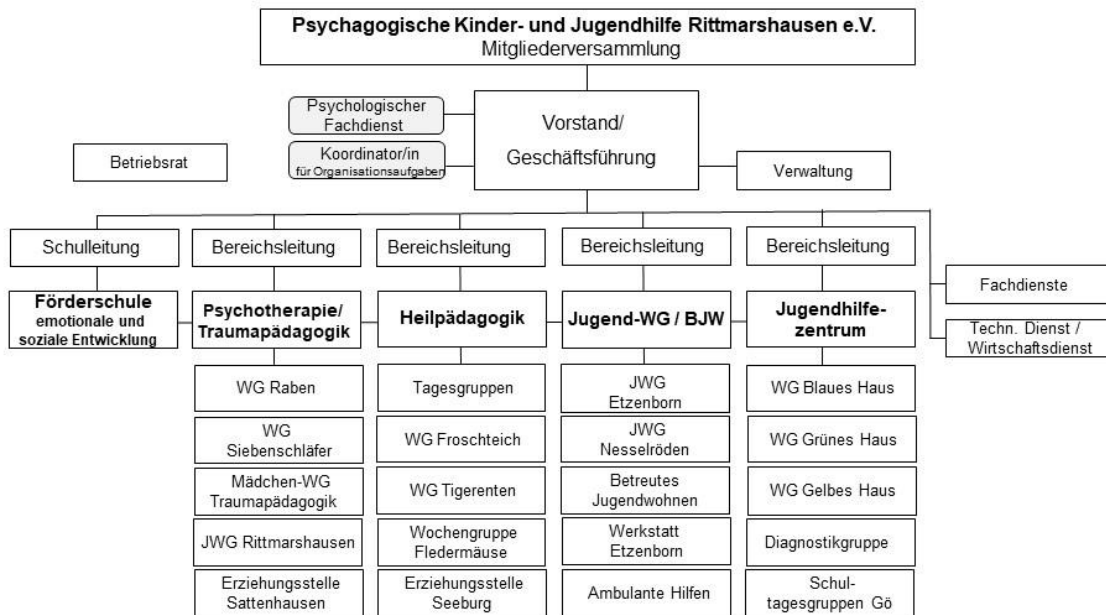 Psychagogische Kinder- und Jugendhilfe Rittmarshausen e.V.
Mitgliederversammlung
Psychologischer
Fachdienst
Vorstand/
Geschäftsführung
Koordinator/in
für Organisationsaufgaben
Betriebsrat
Verwaltung
Schulleitung
Bereichsleitung
Bereichsleitung
Bereichsleitung
Bereichsleitung
Fachdienste
Techn. Dienst /
Wirtschaftsdienst
Förderschule
emotionale und
soziale Entwicklung
Psychotherapie/
Traumapädagogik
Heilpädagogik
Jugend-WG / BJW
Jugendhilfe-
zentrum
WG Raben
Tagesgruppen
JWG
Etzenborn
WG Blaues Haus
WG
Siebenschläfer
WG Froschteich
JWG
Nesselröden
WG Grünes Haus
Mädchen-WG
Traumapädagogik
WG Tigerenten
Betreutes
Jugendwohnen
WG Gelbes Haus
JWG Rittmarshausen
Wochengruppe
Fledermäuse
Werkstatt
Etzenborn
Diagnostikgruppe
Erziehungsstelle
Sattenhausen
Erziehungsstelle
Seeburg
Ambulante Hilfen
Schul-
tagesgruppen Gö